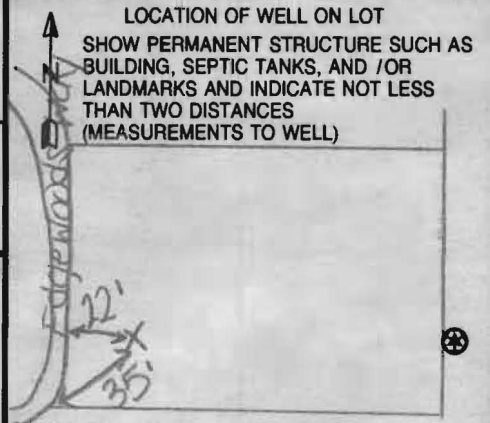 LOCATION OF WELL ON LOT
SHOW PERMANENT STRUCTURE SUCH AS
BUILDING, SEPTIC TANKS, AND / OR
LANDMARKS AND INDICATE NOT LESS
THAN TWO DISTANCES
(MEASUREMENTS TO WELL)
N
22'
X
35'